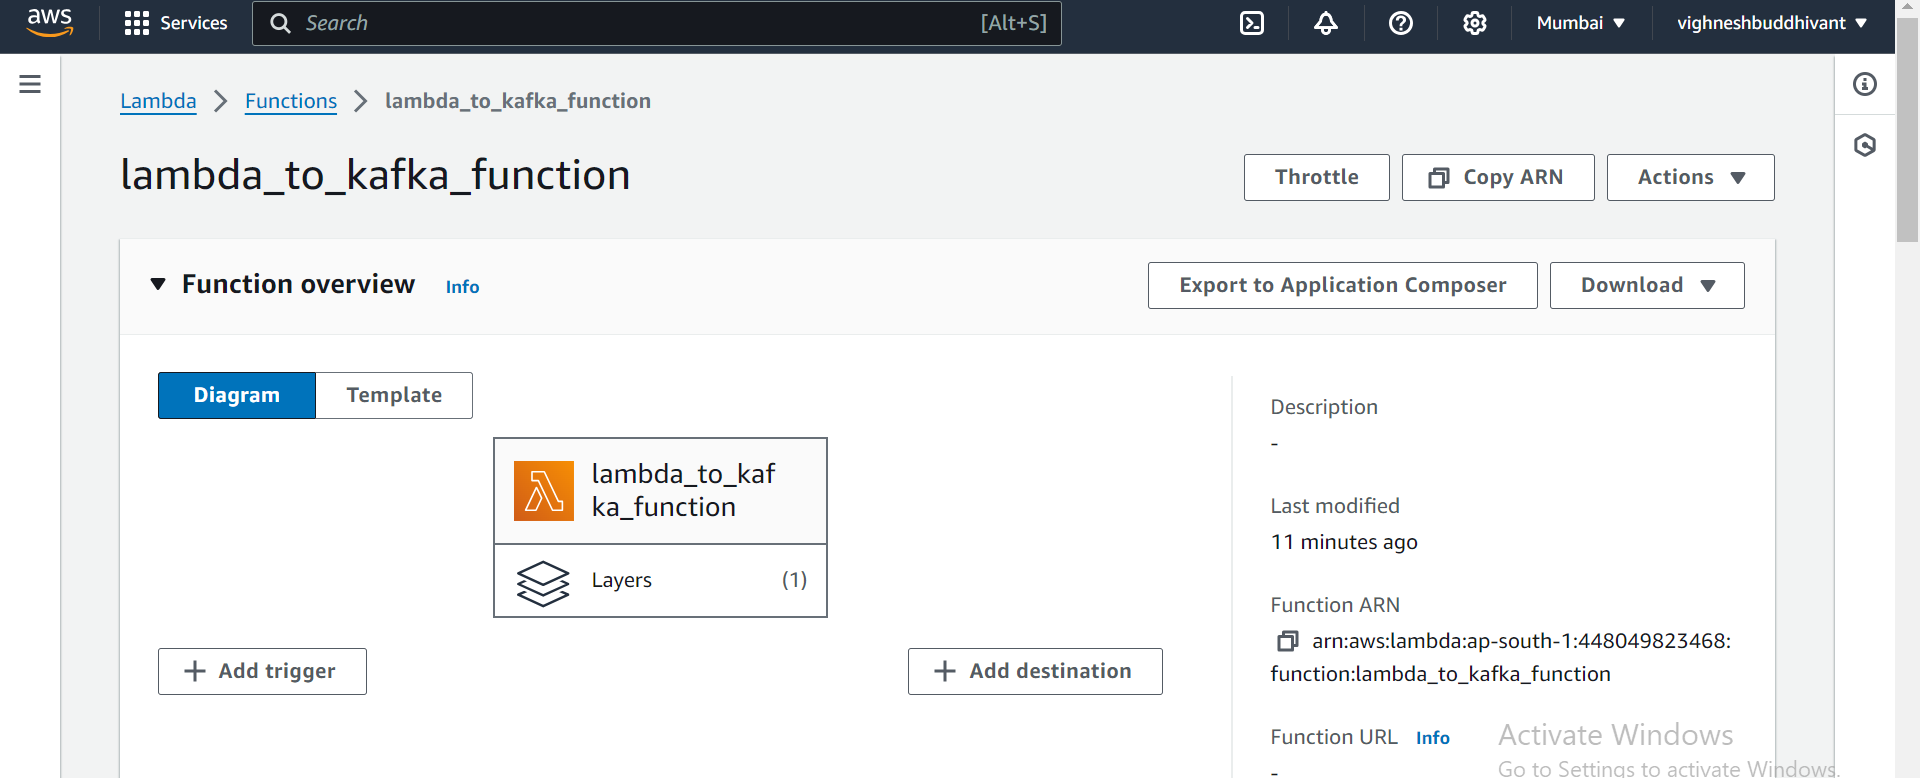 aws
Services
Search
[Alt+S]
Mumbai
vighneshbuddhivant
Lambda
Functions
lambda_to_kafka_function
lambda_to_kafka_function
Throttle
Copy ARN
Actions
Function overview
Info
Export to Application Composer
Download
Diagram
Template
lambda_to_kaf
ka_function
Layers
(1)
Add trigger
Add destination
Description
-
Last modified
11 minutes ago
Function ARN
arn:aws:lambda:ap-south-1:448049823468:
function:lambda_to_kafka_function
Function URL
Info
-
Activate Windows
Go to Settings to activate Windows.